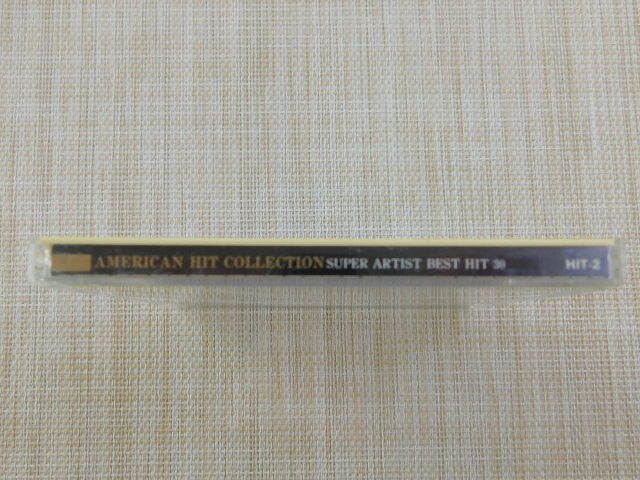 AMERICAN HIT COLLECTION SUPER ARTIST BEST HIT 30 HIT-2